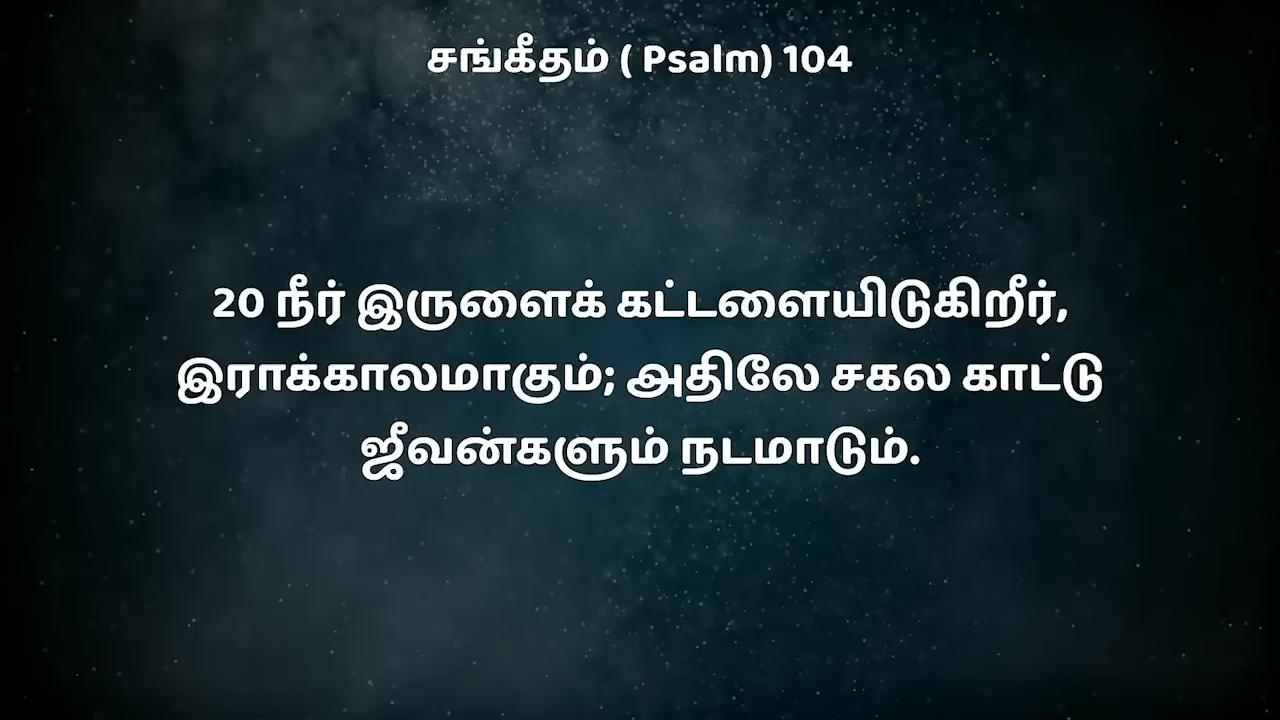 சங்கீதம் ( Psalm) 104
20 நீர் இருளைக் கட்டளையிடுகிறீர்,
இராக்காலமாகும்; அதிலே சகல காட்டு
ஜீவன்களும் நடமாடும்.